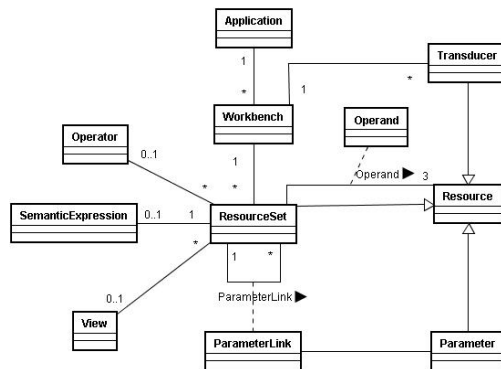 Application
1
*
Transducer
Workbench
1
*
Operand
Operator
0..1
1
*
*
Operand ▶
3
Resource
SemanticExpression
0..1
1
ResourceSet
*
1
*
0..1
View
ParameterLink ▶
ParameterLink
Parameter